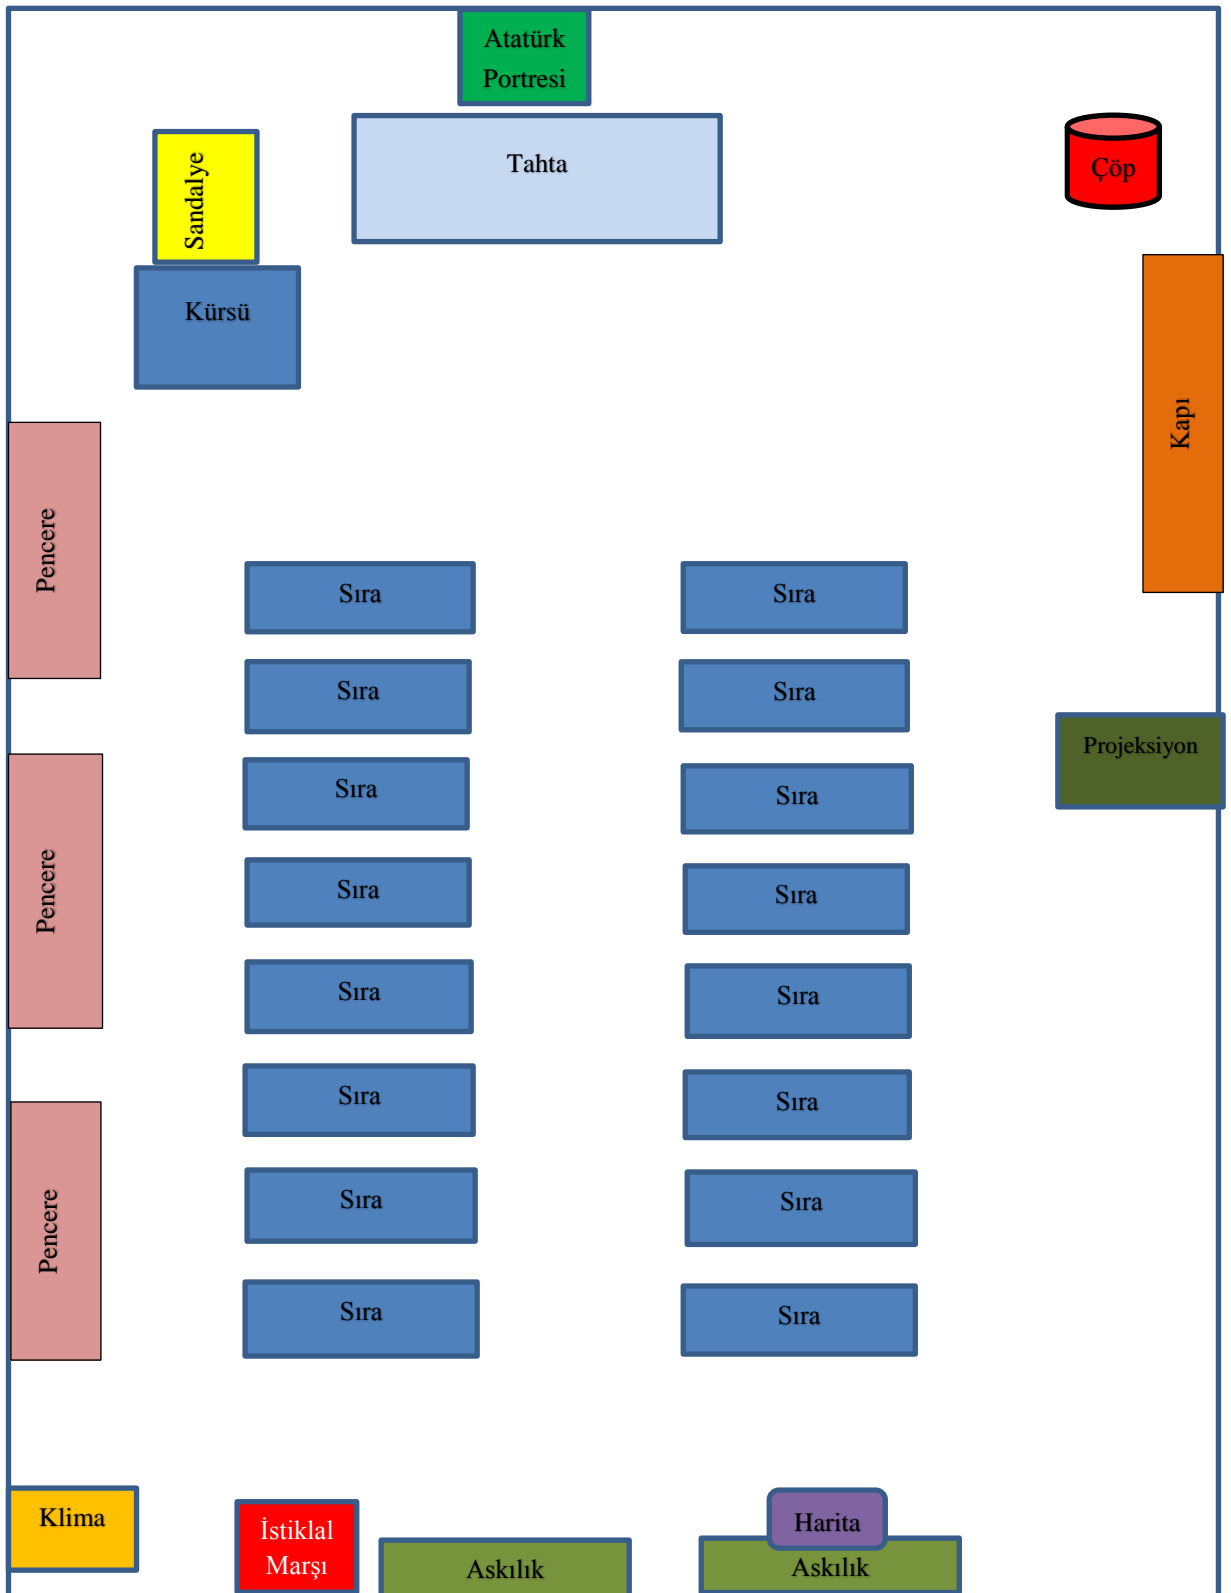 Atatürk
Portresi
Tahta
Sandalye
Çöp
Kürsü
Kapı
Pencere
Sıra
Sıra
Sıra
Sıra
Projeksiyon
Sıra
Sıra
Pencere
Sıra
Sıra
Sıra
Sıra
Sıra
Sıra
Pencere
Sıra
Sıra
Sıra
Sıra
Klima
İstiklal
Marşı
Harita
Askılık
Askılık